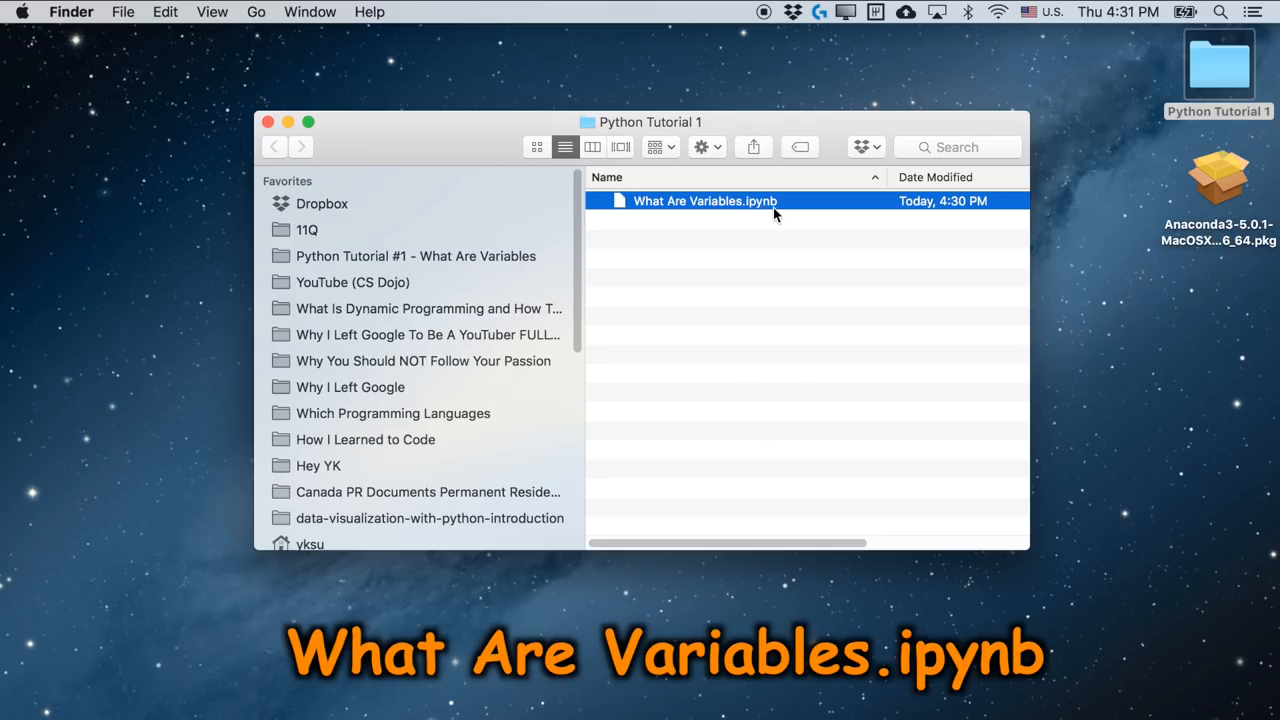 Finder File Edit View Go Window Help U.S. Thu 4:31 PM
Python Tutorial 1
Search
Favorites
Dropbox
11Q
Python Tutorial #1 - What Are Variables
YouTube (CS Dojo)
What Is Dynamic Programming and How T...
Why I Left Google To Be A YouTuber FULL...
Why You Should NOT Follow Your Passion
Why I Left Google
Which Programming Languages
How I Learned to Code
Hey YK
Canada PR Documents Permanent Reside...
data-visualization-with-python-introduction
yksu
Name Date Modified
What Are Variables.ipynb Today, 4:30 PM
Python Tutorial 1
Anaconda3-5.0.1-
MacOSX...6_64.pkg
What Are Variables.ipynb